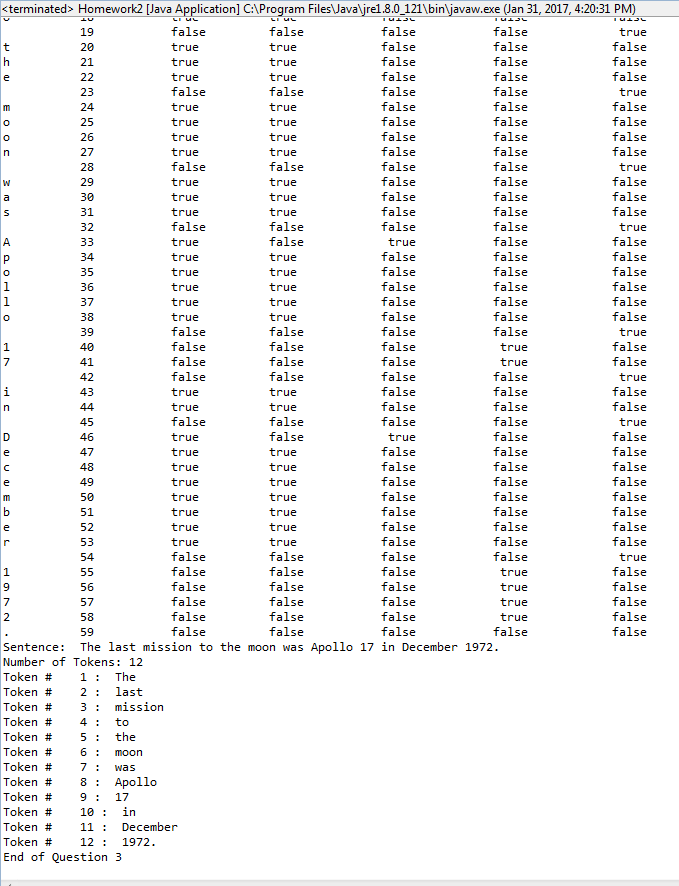 <terminated> Homework2 [Java Application] C:\Program Files\Java\jre1.8.0_121\bin\javaw.exe (Jan 31, 2017, 4:20:31 PM)
o 18 true true false false false
19 false false false false true
t 20 true true false false false
h 21 true true false false false
e 22 true true false false false
23 false false false false true
m 24 true true false false false
o 25 true true false false false
o 26 true true false false false
n 27 true true false false false
28 false false false false true
w 29 true true false false false
a 30 true true false false false
s 31 true true false false false
32 false false false false true
A 33 true false true false false
p 34 true true false false false
o 35 true true false false false
l 36 true true false false false
l 37 true true false false false
o 38 true true false false false
39 false false false false true
1 40 false false false true false
7 41 false false false true false
42 false false false false true
i 43 true true false false false
n 44 true true false false false
45 false false false false true
D 46 true false true false false
e 47 true true false false false
c 48 true true false false false
e 49 true true false false false
m 50 true true false false false
b 51 true true false false false
e 52 true true false false false
r 53 true true false false false
54 false false false false true
1 55 false false false true false
9 56 false false false true false
7 57 false false false true false
2 58 false false false true false
. 59 false false false false false
Sentence: The last mission to the moon was Apollo 17 in December 1972.
Number of Tokens: 12
Token # 1 : The
Token # 2 : last
Token # 3 : mission
Token # 4 : to
Token # 5 : the
Token # 6 : moon
Token # 7 : was
Token # 8 : Apollo
Token # 9 : 17
Token # 10 : in
Token # 11 : December
Token # 12 : 1972.
End of Question 3